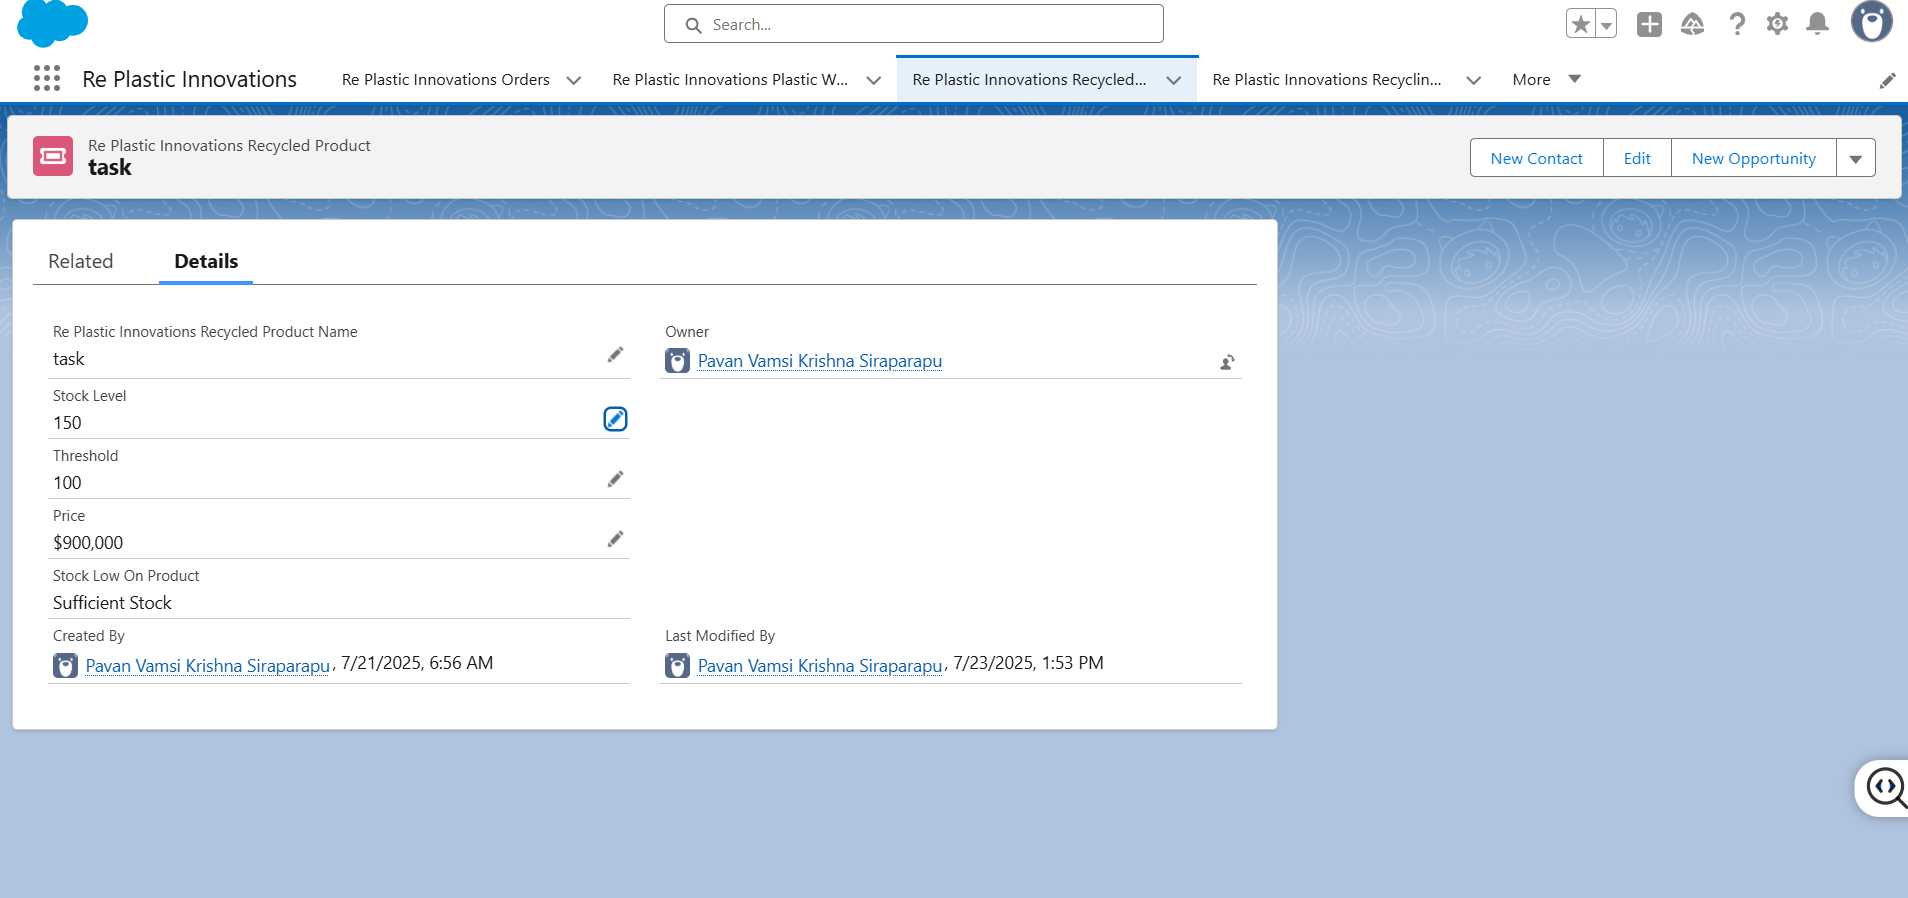 Search...
Re Plastic Innovations
Re Plastic Innovations Orders
Re Plastic Innovations Plastic W...
Re Plastic Innovations Recycled...
Re Plastic Innovations Recyclin...
More
Re Plastic Innovations Recycled Product
task
New Contact
Edit
New Opportunity
Related
Details
Re Plastic Innovations Recycled Product Name
task
Owner
Pavan Vamsi Krishna Siraparapu
Stock Level
150
Threshold
100
Price
$900,000
Stock Low On Product
Sufficient Stock
Created By
Pavan Vamsi Krishna Siraparapu, 7/21/2025, 6:56 AM
Last Modified By
Pavan Vamsi Krishna Siraparapu, 7/23/2025, 1:53 PM